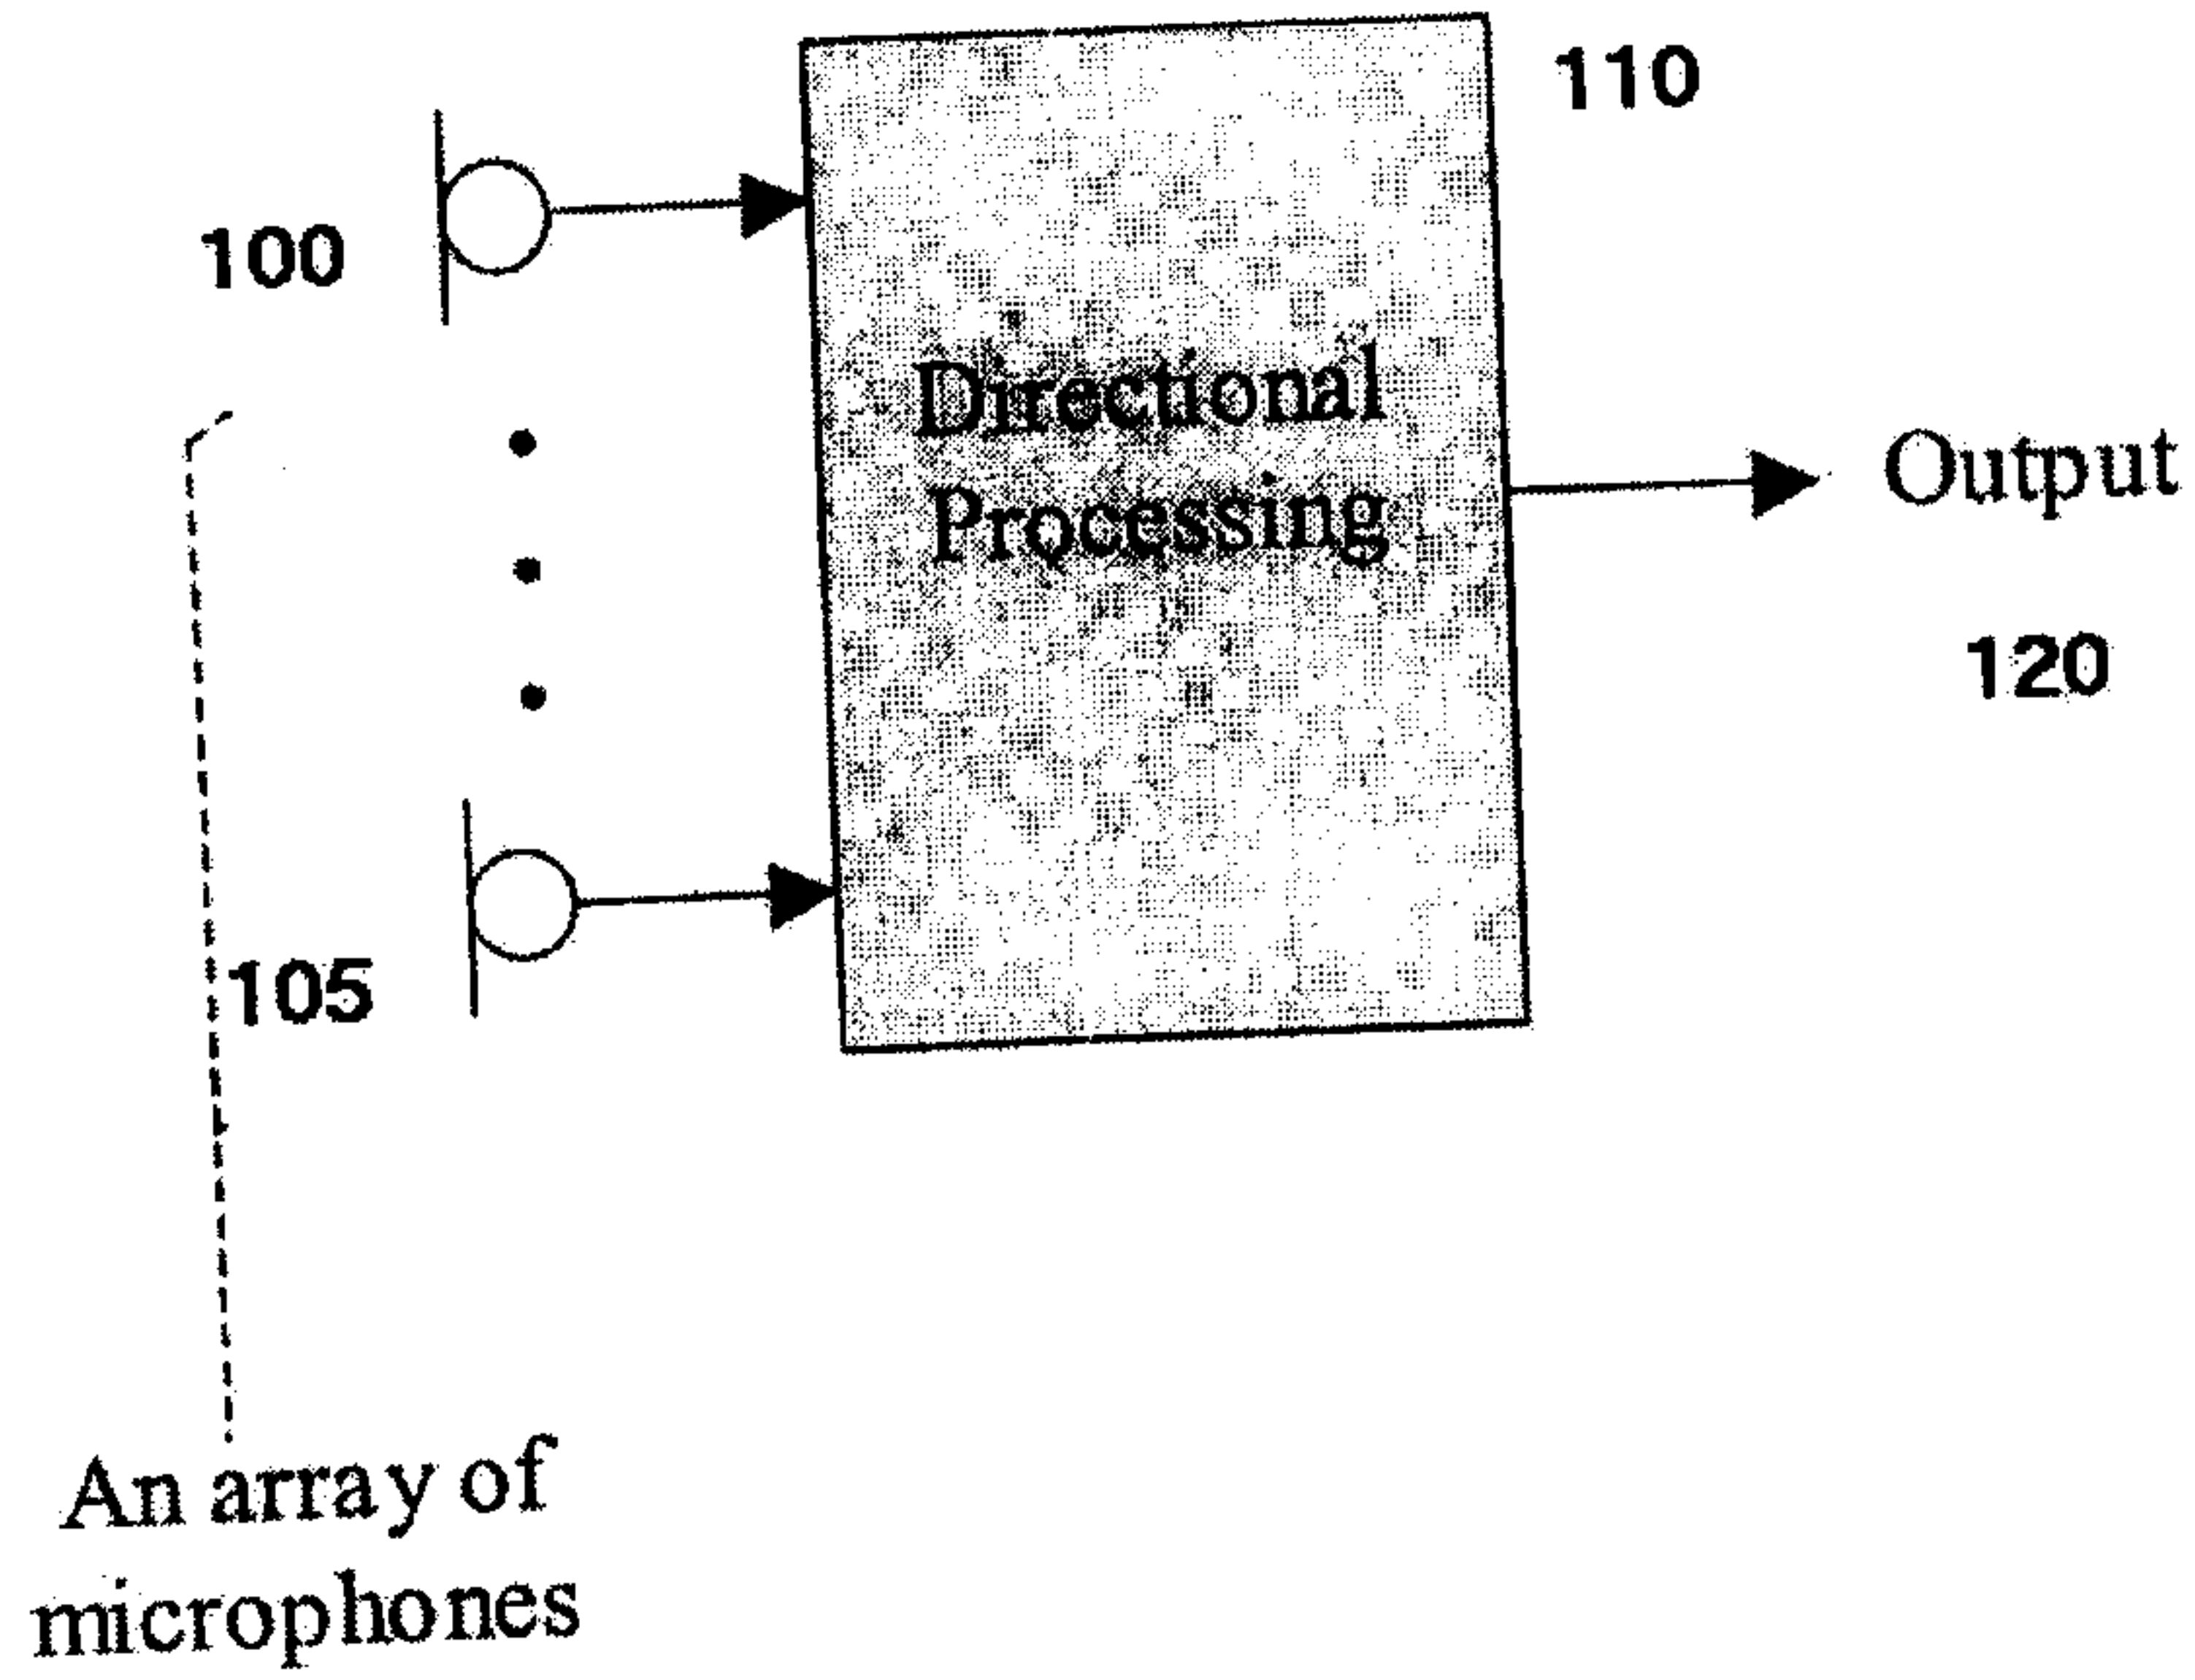 110
100
Directional
Processing
Output
120
105
An array of
microphones